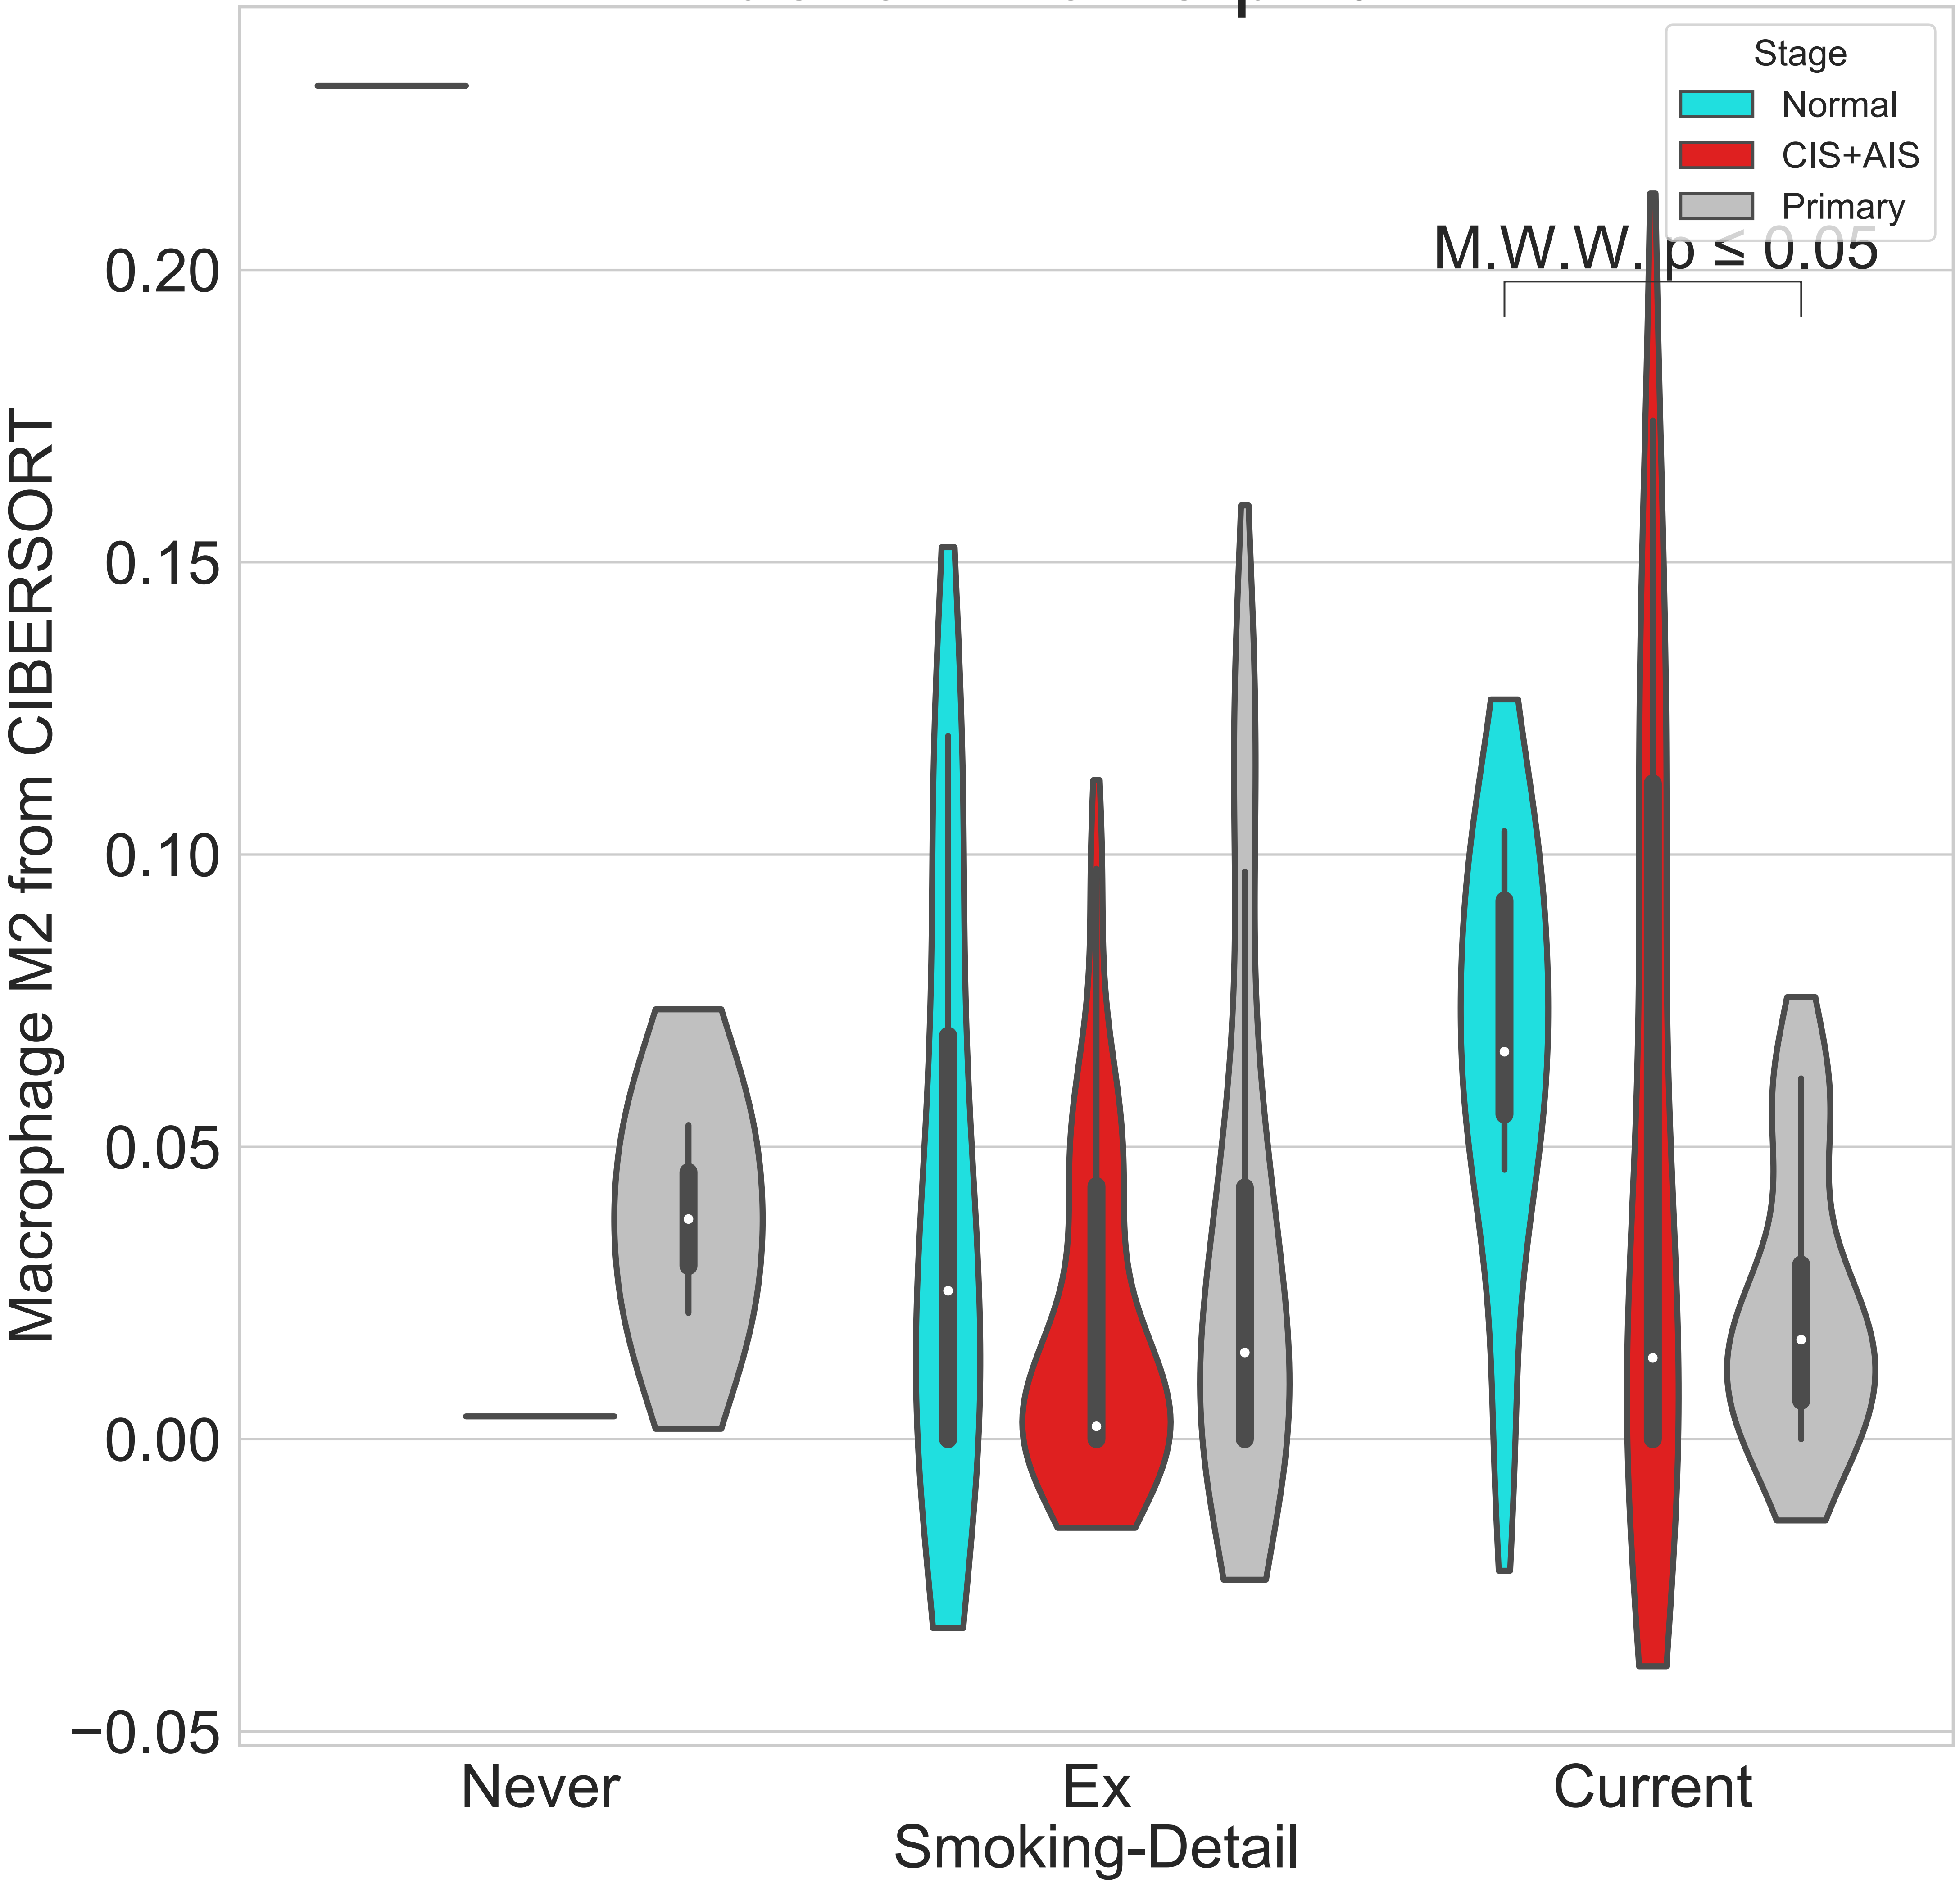 Stage
Normal
CIS+AIS
Primary
M.W.W. p ≤ 0.05
0.20
0.15
0.10
0.05
0.00
−0.05
Macrophage M2 from CIBERSORT
Never
Ex
Current
Smoking-Detail